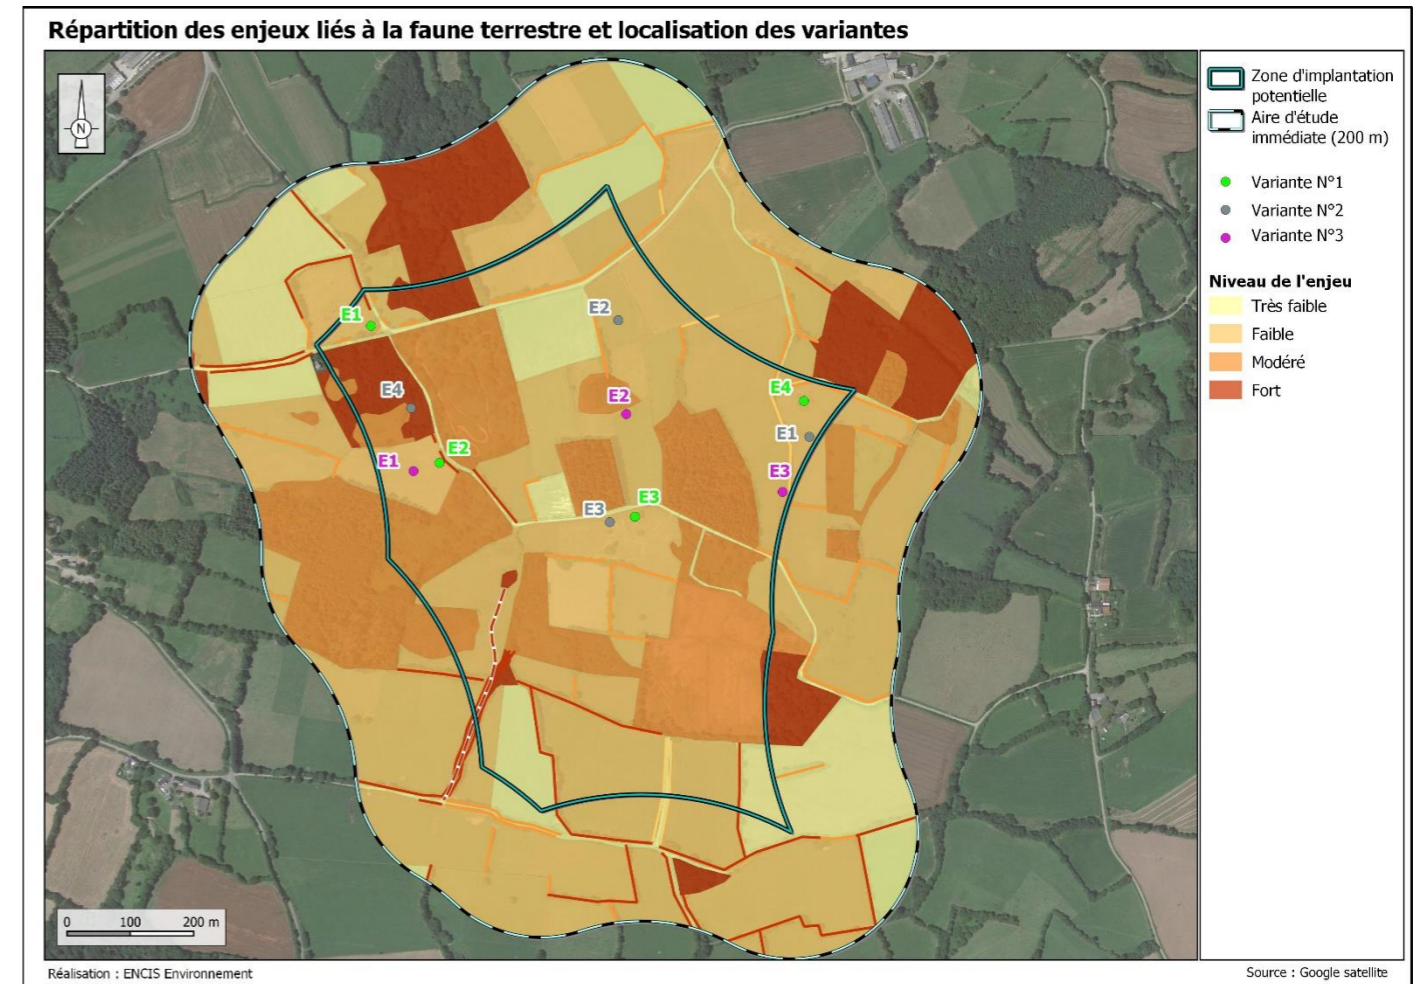 Répartition des enjeux liés à la faune terrestre et localisation des variantes
N
E1
E2
E4
E2
E4
E1
E1
E2
E3
E3
E3
0 100 200 m
Zone d'implantation
potentielle
Aire d'étude
immédiate (200 m)
Variante N°1
Variante N°2
Variante N°3
Niveau de l'enjeu
Très faible
Faible
Modéré
Fort
Réalisation : ENCIS Environnement
Source : Google satellite